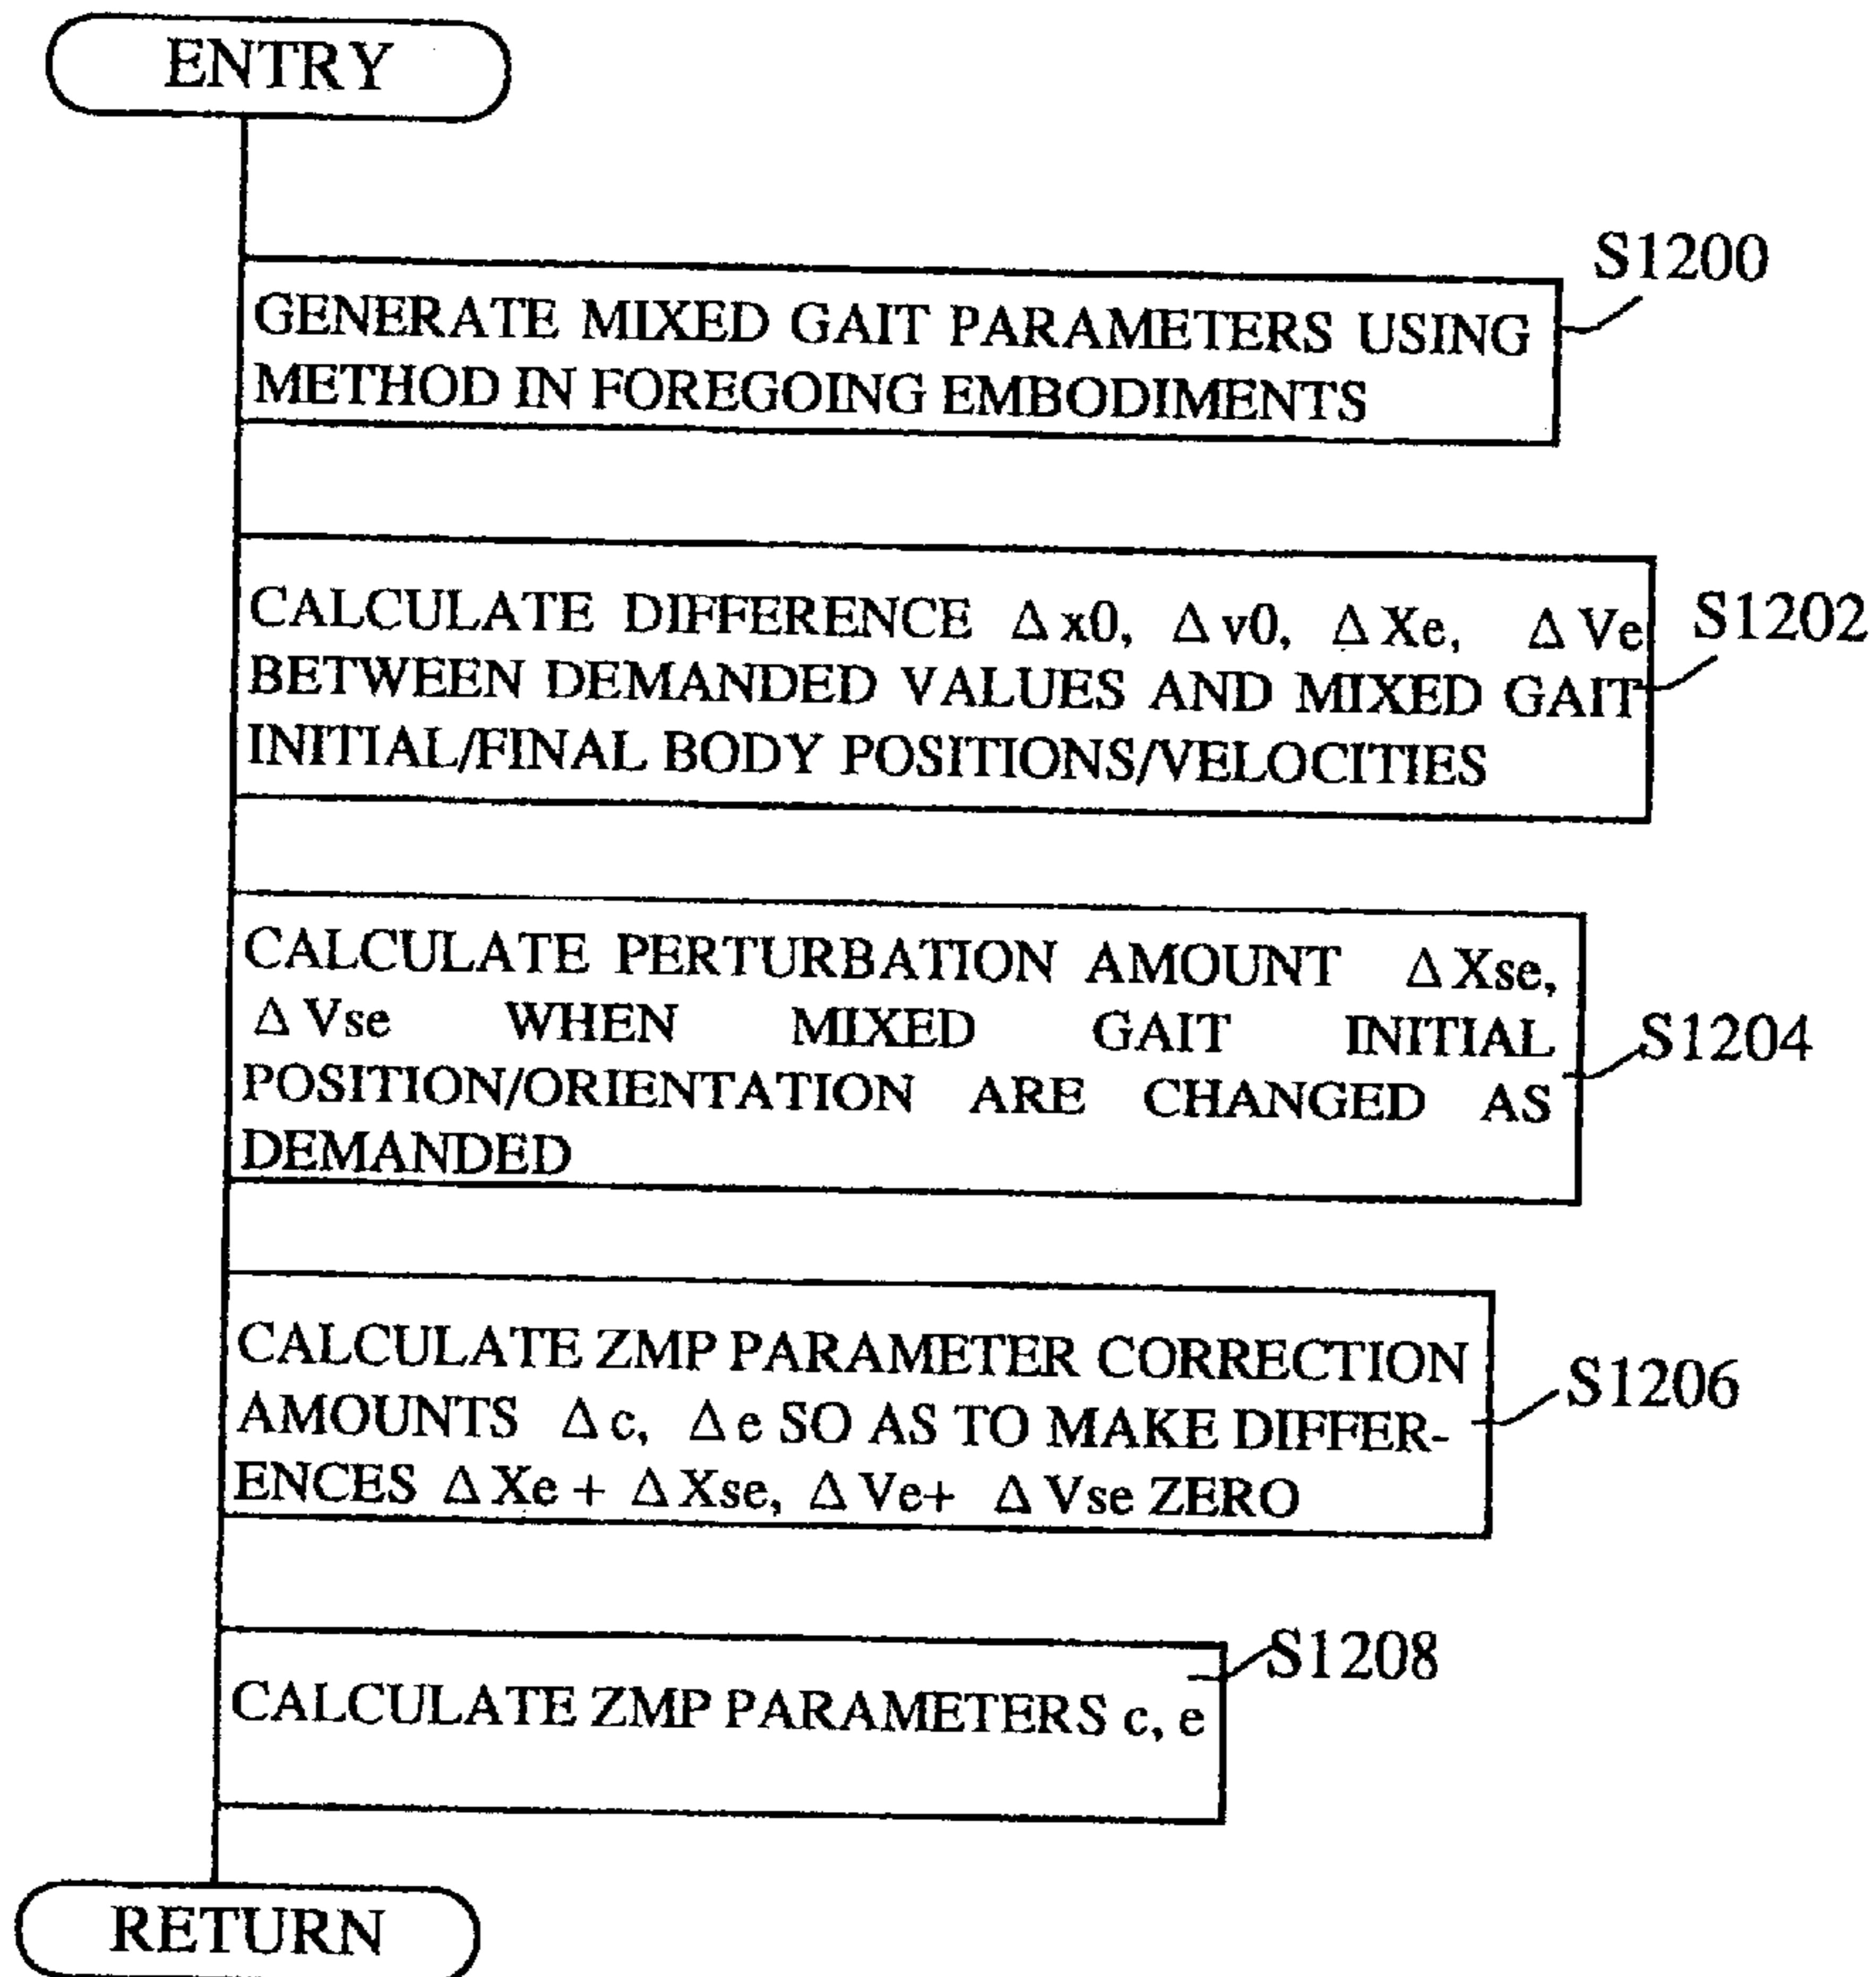 ENTRY
S1200
GENERATE MIXED GAIT PARAMETERS USING
METHOD IN FOREGOING EMBODIMENTS
S1202
CALCULATE DIFFERENCE Δx0, Δv0, ΔXe, ΔVe
BETWEEN DEMANDED VALUES AND MIXED GAIT
INITIAL/FINAL BODY POSITIONS/VELOCITIES
CALCULATE PERTURBATION AMOUNT ΔXse,
ΔVse WHEN MIXED GAIT INITIAL
S1204
POSITION/ORIENTATION ARE CHANGED AS
DEMANDED
CALCULATE ZMP PARAMETER CORRECTION
S1206
AMOUNTS Δc, Δe SO AS TO MAKE DIFFER-
ENCES ΔXe + ΔXse, ΔVe+ ΔVse ZERO
S1208
CALCULATE ZMP PARAMETERS c, e
RETURN